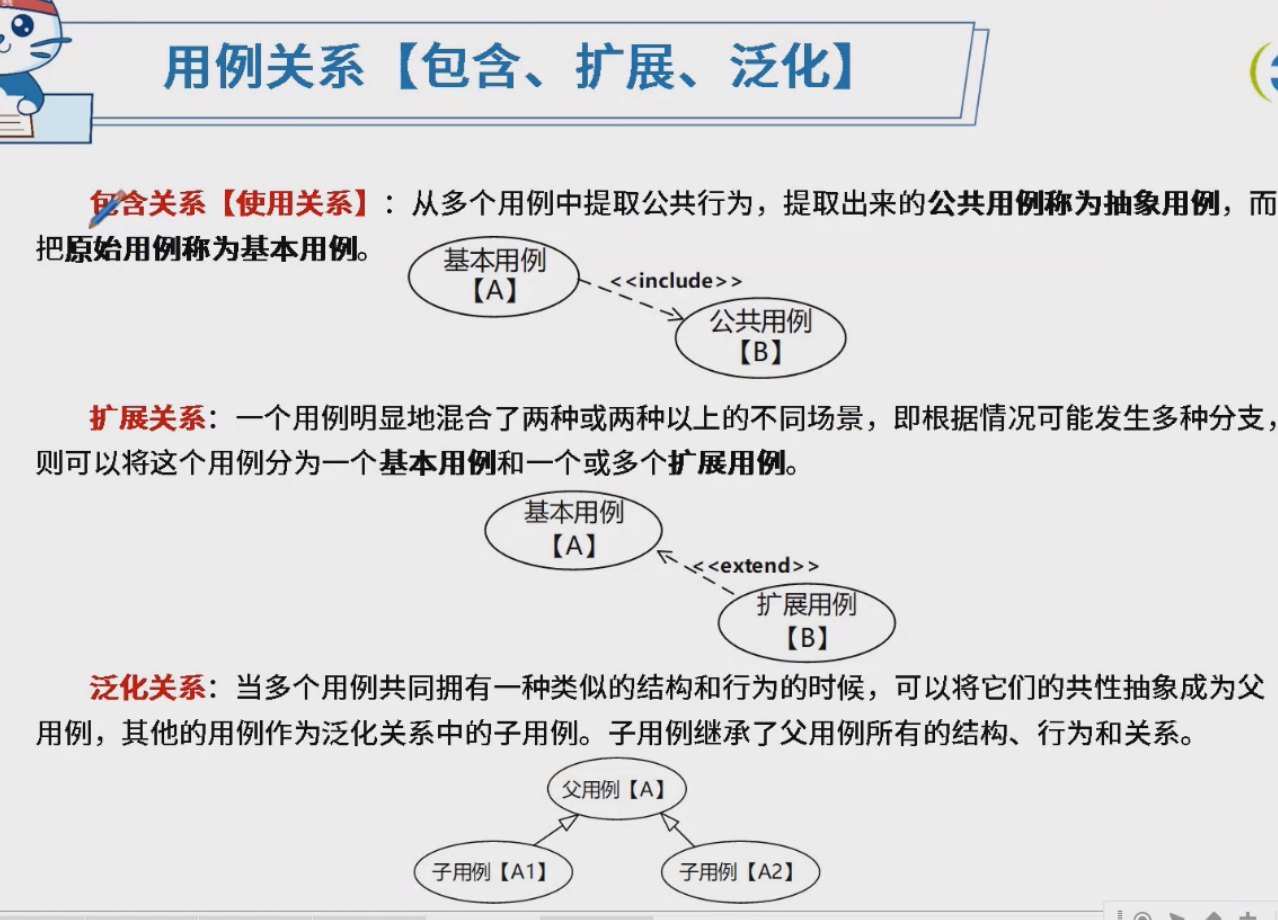 用例关系【包含、扩展、泛化】
包含关系【使用关系】：从多个用例中提取公共行为，提取出来的公共用例称为抽象用例，而
把原始用例称为基本用例。
基本用例
【A】
<<include>>
公共用例
【B】
扩展关系：一个用例明显地混合了两种或两种以上的不同场景，即根据情况可能发生多种分支，
则可以将这个用例分为一个基本用例和一个或多个扩展用例。
基本用例
【A】
<<extend>>
扩展用例
【B】
泛化关系：当多个用例共同拥有一种类似的结构和行为的时候，可以将它们的共性抽象成为父
用例，其他的用例作为泛化关系中的子用例。子用例继承了父用例所有的结构、行为和关系。
父用例【A】
子用例【A1】
子用例【A2】